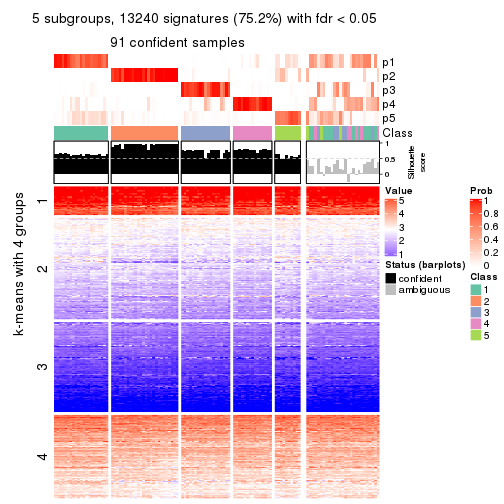 5 subgroups, 13240 signatures (75.2%) with fdr < 0.05
91 confident samples
p1
p2
p3
p4
p5
Class
1
0.5
0
Silhouette
score
k-means with 4 groups
1
2
3
4
Value
5
4
3
2
1
Status (barplots)
confident
ambiguous
Prob
1
0.8
0.6
0.4
0.2
0
Class
1
2
3
4
5